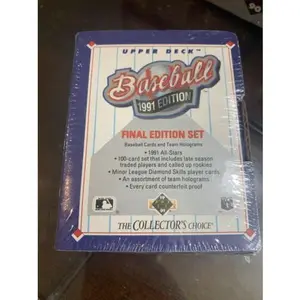 UPPER DECK™
Baseball
1991 EDITION
FINAL EDITION SET
Baseball Cards and Team Holograms
• 1991 All-Stars
• 100-card set that includes late season
traded players and called up rookies
• Minor League Diamond Skills player cards
• An assortment of team holograms
• Every card counterfeit proof
THE COLLECTOR'S CHOICE